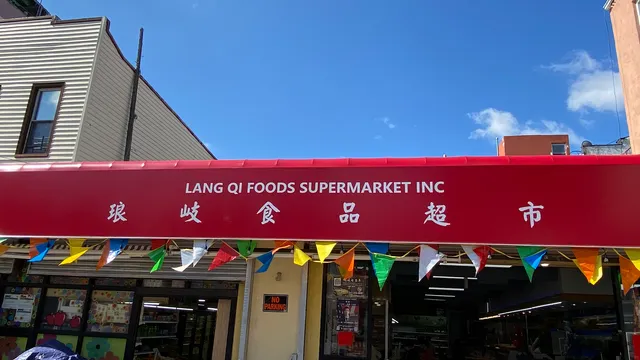 LANG QI FOODS SUPERMARKET INC
琅岐食品超市
NO
PARKING